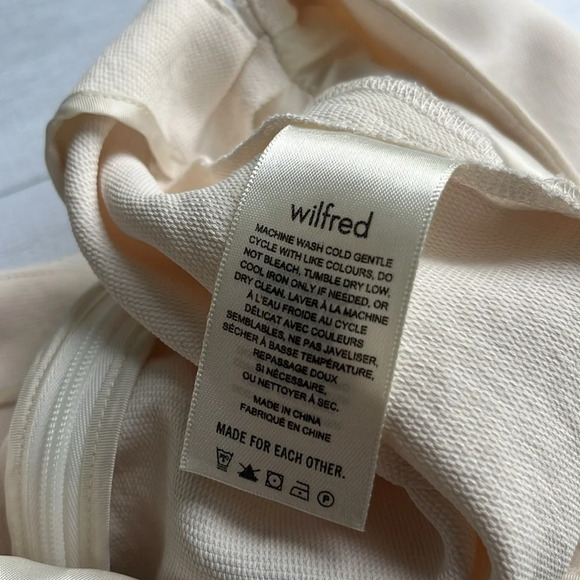 wilfred
MACHINE WASH COLD GENTLE
CYCLE WITH LIKE COLOURS, DO
NOT BLEACH, TUMBLE DRY LOW,
COOL IRON ONLY IF NEEDED, OR
DRY CLEAN. LAVER À LA MACHINE
À L'EAU FROIDE AU CYCLE
DÉLICAT AVEC COULEURS
SEMBLABLES, NE PAS JAVELISER,
SÉCHER À BASSE TEMPÉRATURE,
REPASSAGE DOUX
SI NÉCESSAIRE,
OU NETTOYER À SEC.
MADE IN CHINA
FABRIQUÉ EN CHINE
MADE FOR EACH OTHER.
P